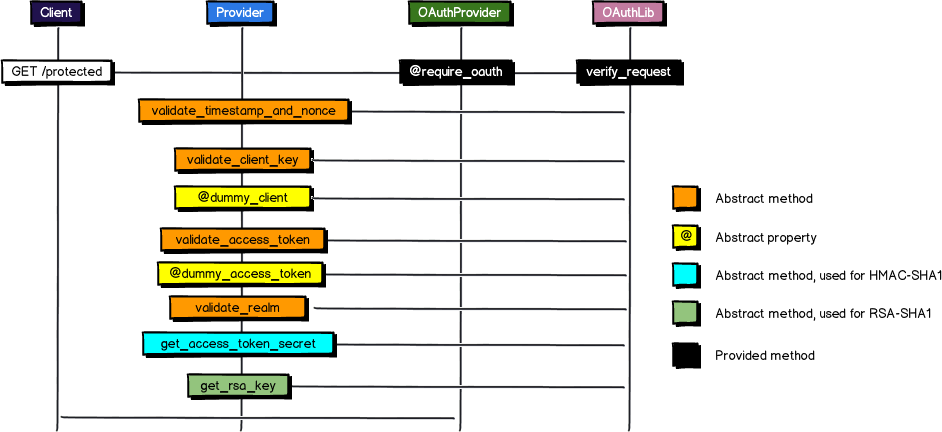 Client Provider OAuthProvider OAuthLib
GET /protected @require_oauth verify_request
validate_timestamp_and_nonce
validate_client_key
@dummy_client
Abstract method
validate_access_token
@ Abstract property
@dummy_access_token
Abstract method, used for HMAC-SHA1
validate_realm
Abstract method, used for RSA-SHA1
get_access_token_secret
Provided method
get_rsa_key